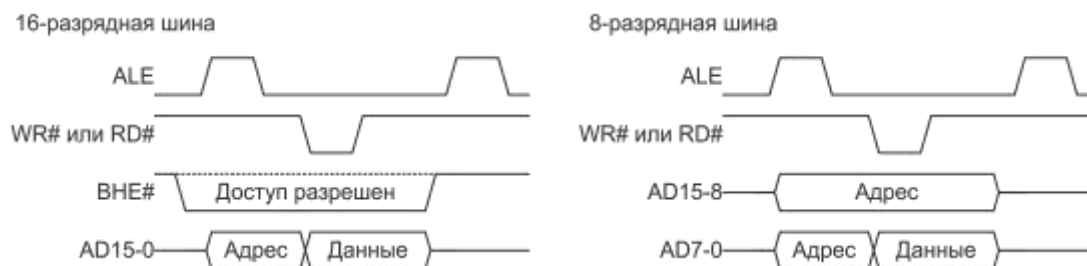 16-разрядная шина
ALE
WR# или RD#
BHE# Доступ разрешен
AD15-0 Адрес Данные
8-разрядная шина
ALE
WR# или RD#
AD15-8 Адрес
AD7-0 Адрес Данные